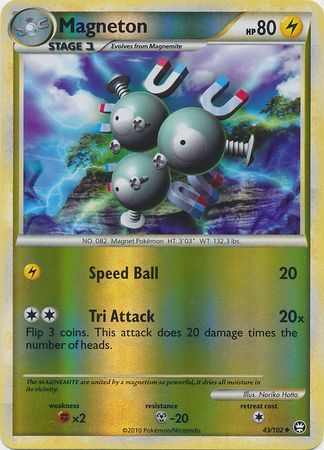 Magneton
HP 80
STAGE 1 Evolves from Magnemite
NO. 082 Magnet Pokémon HT: 3'03" WT: 132.3 lbs.
Speed Ball 20
Tri Attack 20x
Flip 3 coins. This attack does 20 damage times the
number of heads.
The MAGNEMITE are united by a magnetism so powerful, it dries all moisture in
its vicinity.
Illus. Noriko Hotta
weakness resistance retreat cost
×2 -20
©2010 Pokémon/Nintendo 43/102